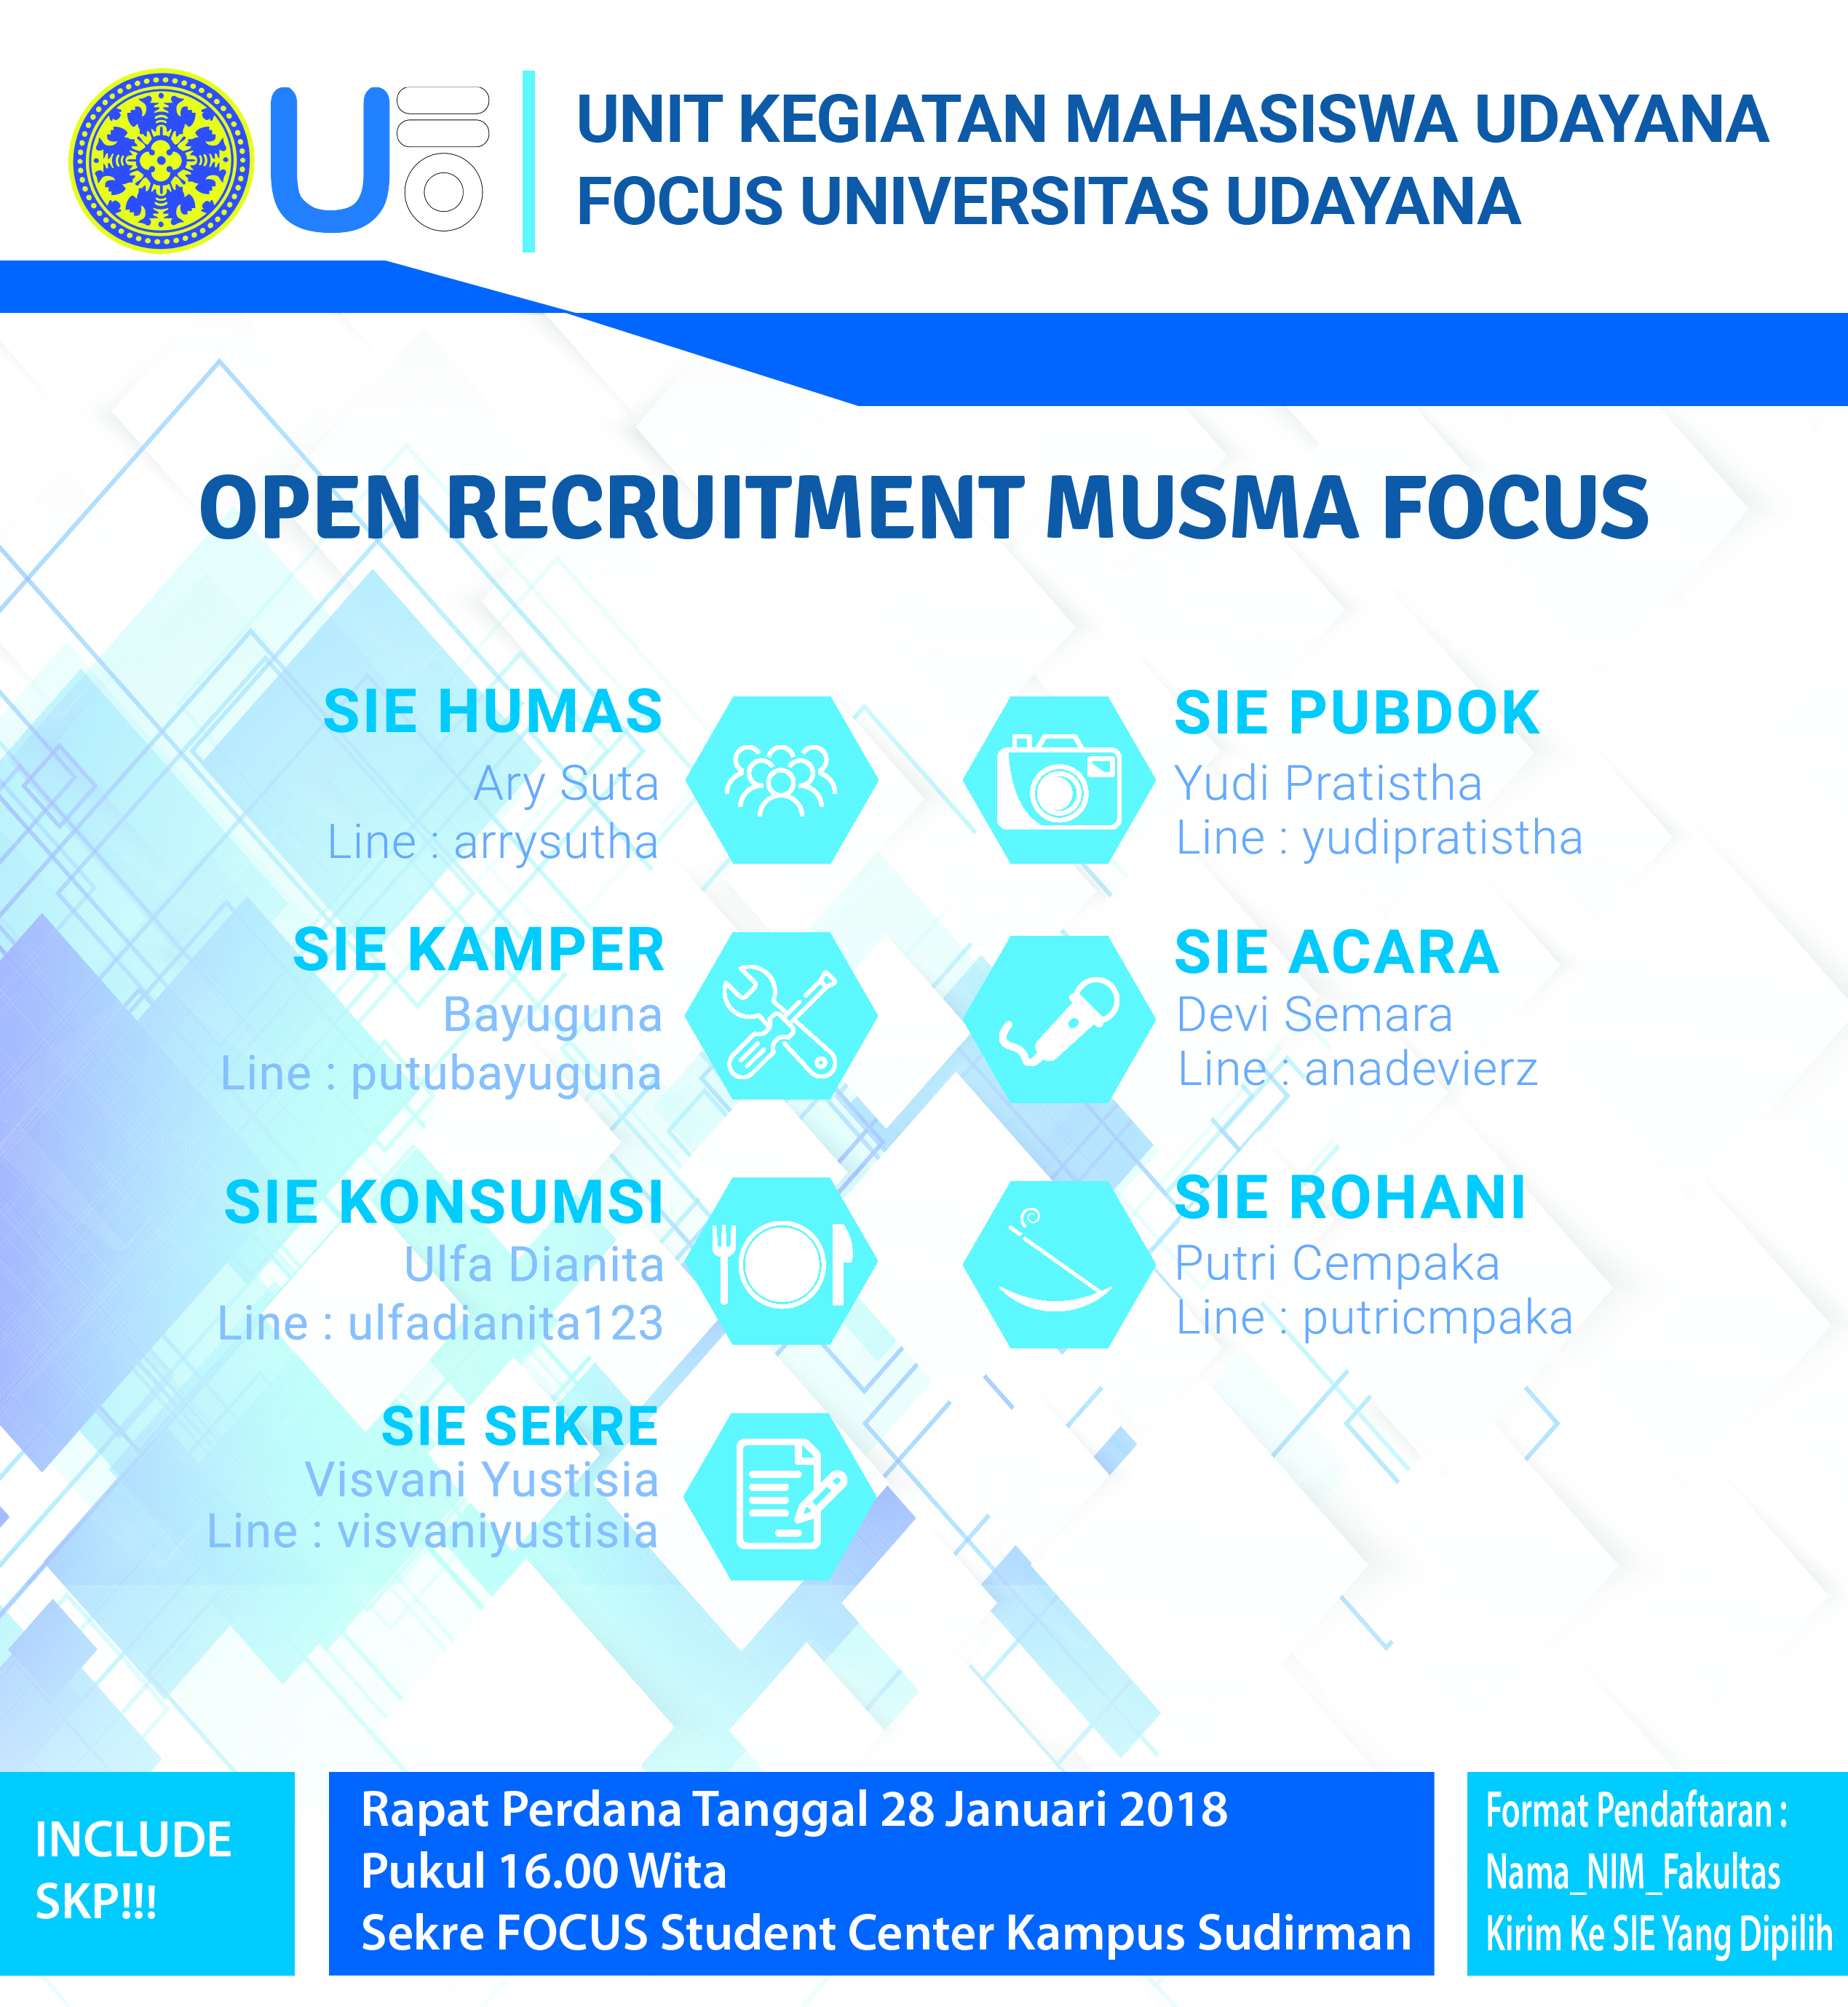 UNIT KEGIATAN MAHASISWA UDAYANA
FOCUS UNIVERSITAS UDAYANA
OPEN RECRUITMENT MUSMA FOCUS
SIE HUMAS
Ary Suta
Line : arrysutha
SIE PUBDOK
Yudi Pratistha
Line : yudipratistha
SIE KAMPER
Bayuguna
Line : putubayuguna
SIE ACARA
Devi Semara
Line : anadevierz
SIE KONSUMSI
Ulfa Dianita
Line : ulfadianita123
SIE ROHANI
Putri Cempaka
Line : putricmpaka
SIE SEKRE
Visvani Yustisia
Line : visvaniyustisia
INCLUDE
SKP!!!
Rapat Perdana Tanggal 28 Januari 2018
Pukul 16.00 Wita
Sekre FOCUS Student Center Kampus Sudirman
Format Pendaftaran :
Nama_NIM_Fakultas
Kirim Ke SIE Yang Dipilih